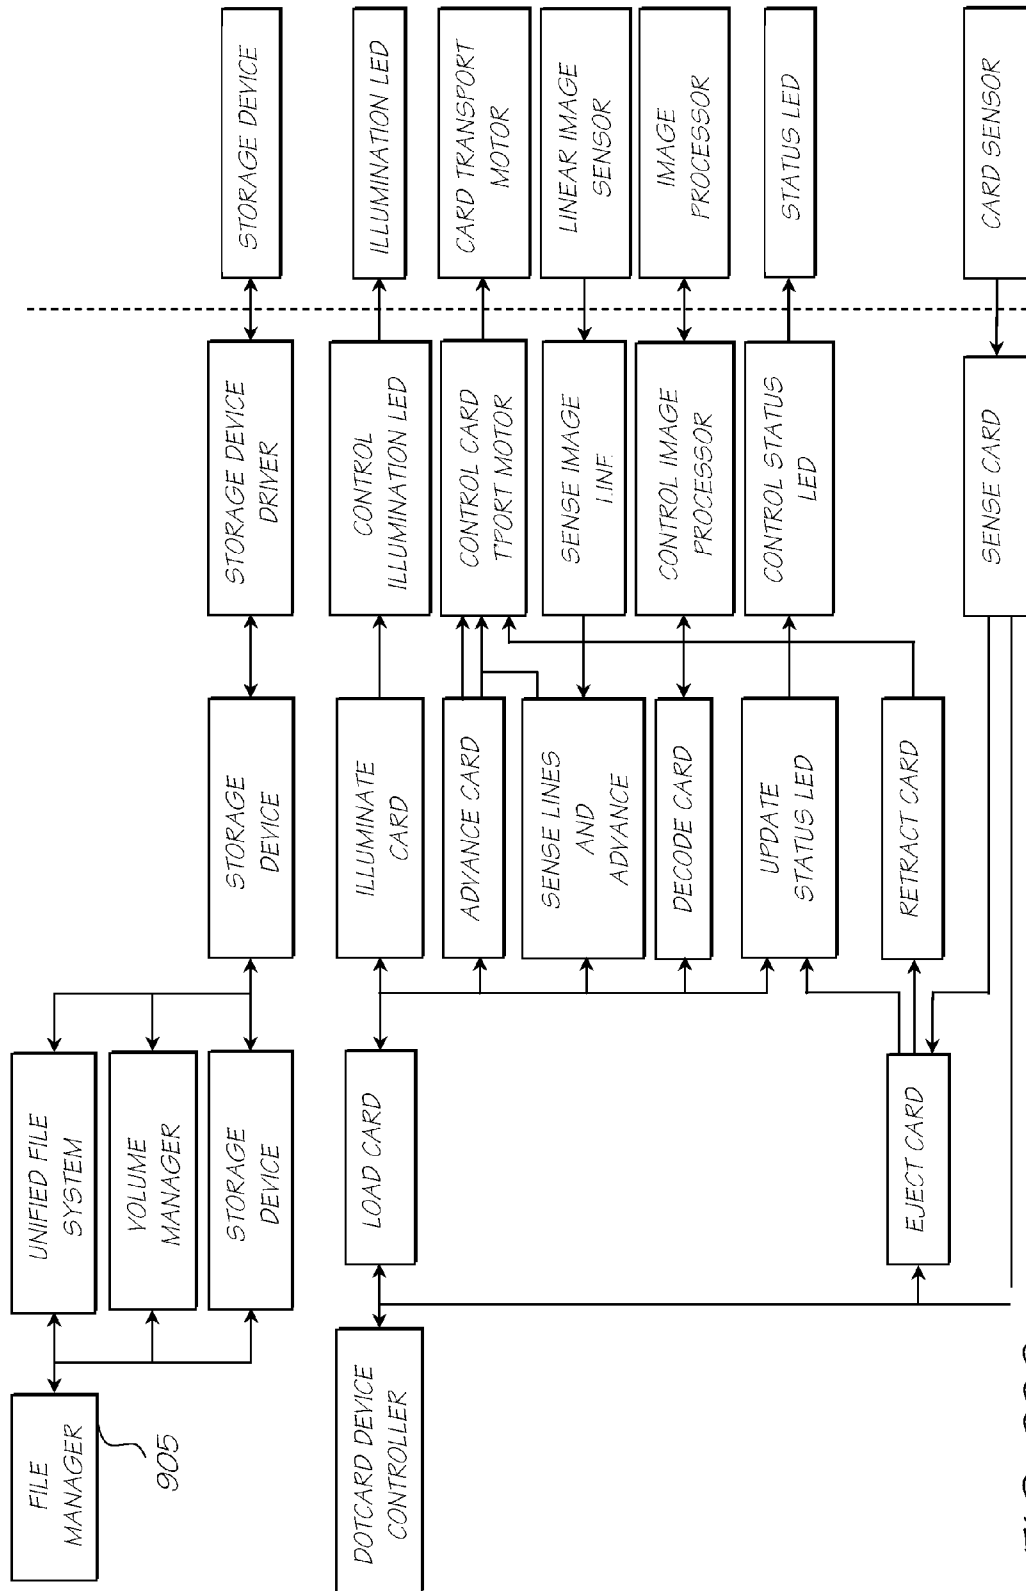 FILE
MANAGER
905
UNIFIED FILE
SYSTEM
VOLUME
MANAGER
STORAGE
DEVICE
STORAGE
DEVICE
STORAGE DEVICE
DRIVER
STORAGE DEVICE
DOTCARD DEVICE
CONTROLLER
LOAD CARD
ILLUMINATE
CARD
CONTROL
ILLUMINATION LED
ILLUMINATION LED
ADVANCE CARD
CONTROL CARD
TPORT MOTOR
CARD TRANSPORT
MOTOR
SENSE LINES
AND
ADVANCE
SENSE IMAGE
LINE
LINEAR IMAGE
SENSOR
DECODE CARD
CONTROL IMAGE
PROCESSOR
IMAGE
PROCESSOR
UPDATE
STATUS LED
CONTROL STATUS
LED
STATUS LED
EJECT CARD
RETRACT CARD
SENSE CARD
CARD SENSOR